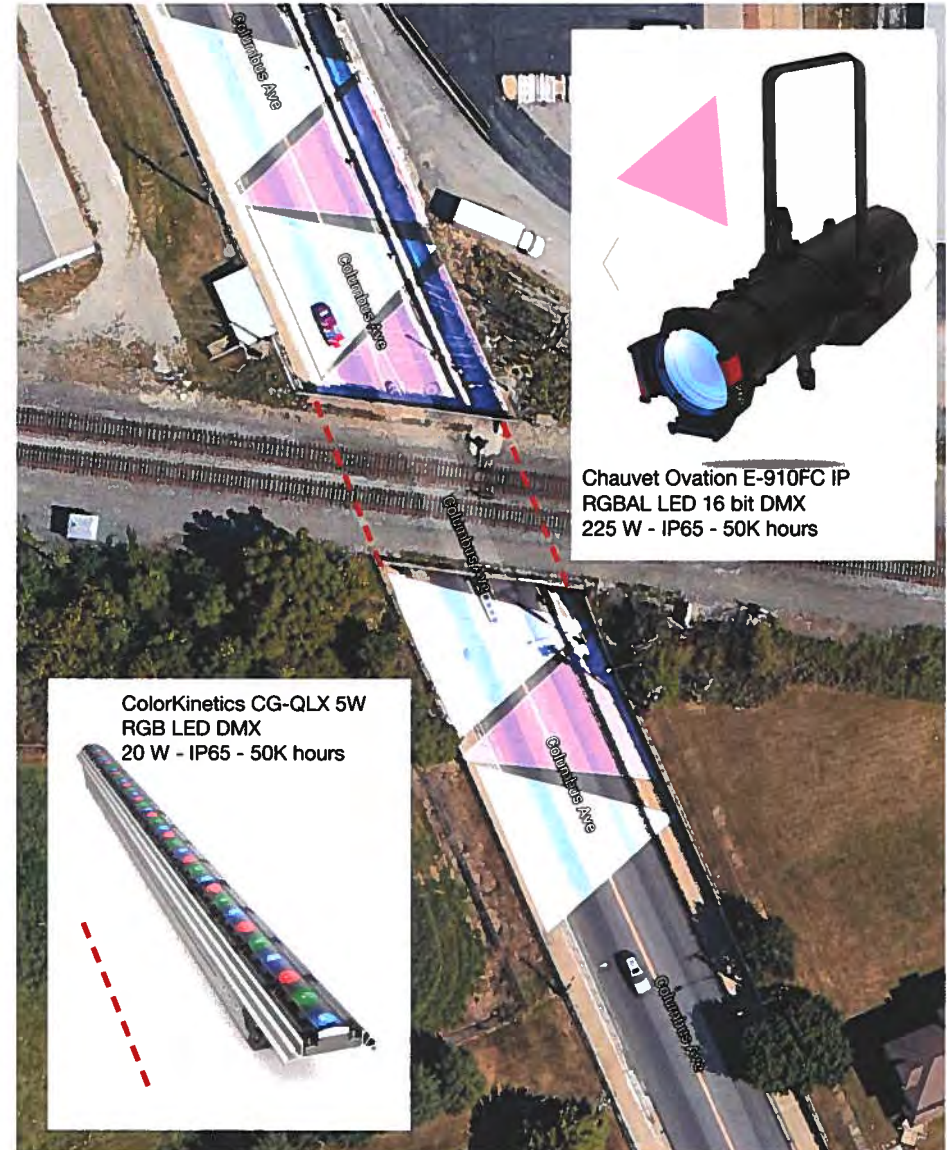 Columbus Ave
Columbus Ave
Chauvet Ovation E-910FC IP
RGBAL LED 16 bit DMX
225 W - IP65 - 50K hours
Columbus Ave
ColorKinetics CG-QLX 5W
RGB LED DMX
20 W - IP65 - 50K hours
Columbus Ave
Columbus Ave